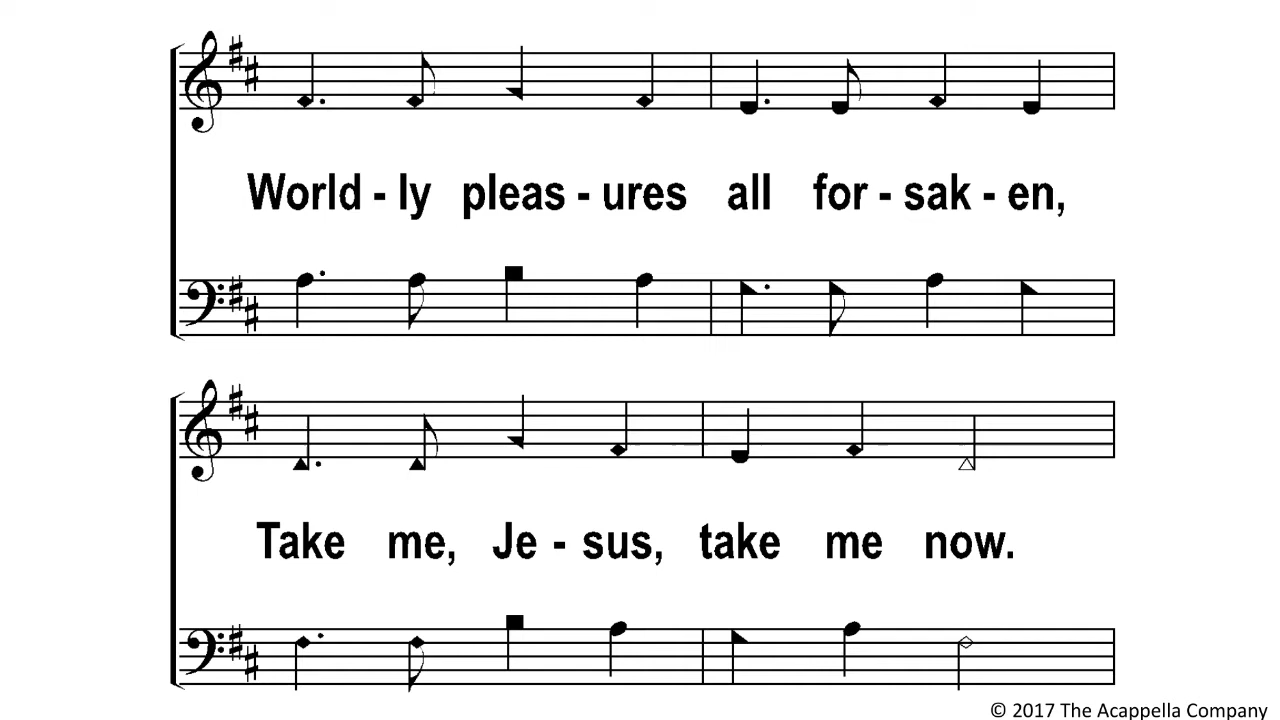 World - ly pleas - ures all for - sak - en,
Take me, Je - sus, take me now.
© 2017 The Acappella Company